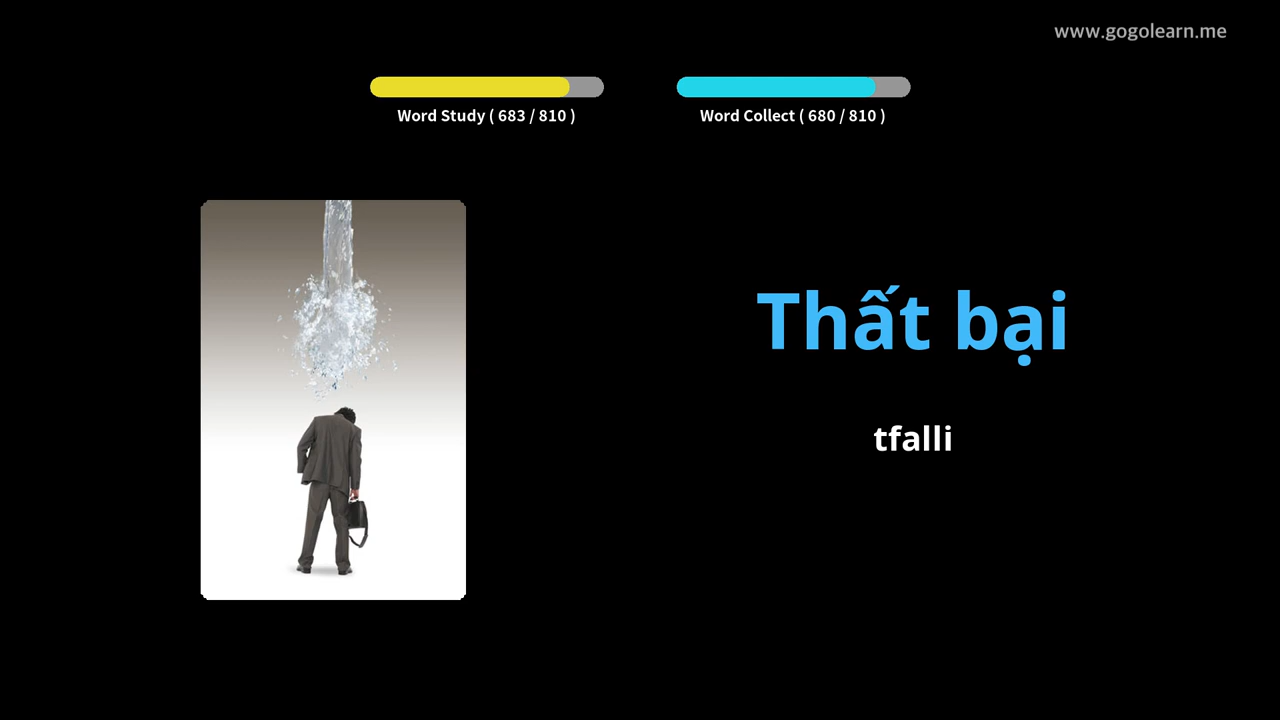 www.gogolearn.me
Word Study ( 683 / 810 )
Word Collect ( 680 / 810 )
Thất bại
tfalli